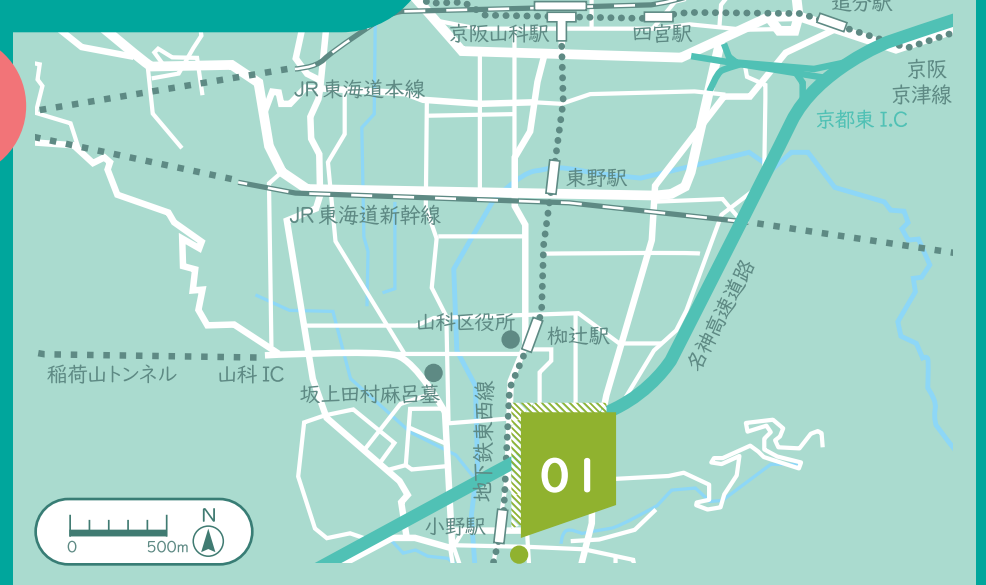 追分駅
京阪山科駅
四宮駅
京阪
京津線
JR 東海道本線
京都東 I.C
東野駅
JR 東海道新幹線
名神高速道路
山科区役所
椥辻駅
稲荷山トンネル
山科 IC
坂上田村麻呂墓
地下鉄東西線
01
小野駅
N
0
500m